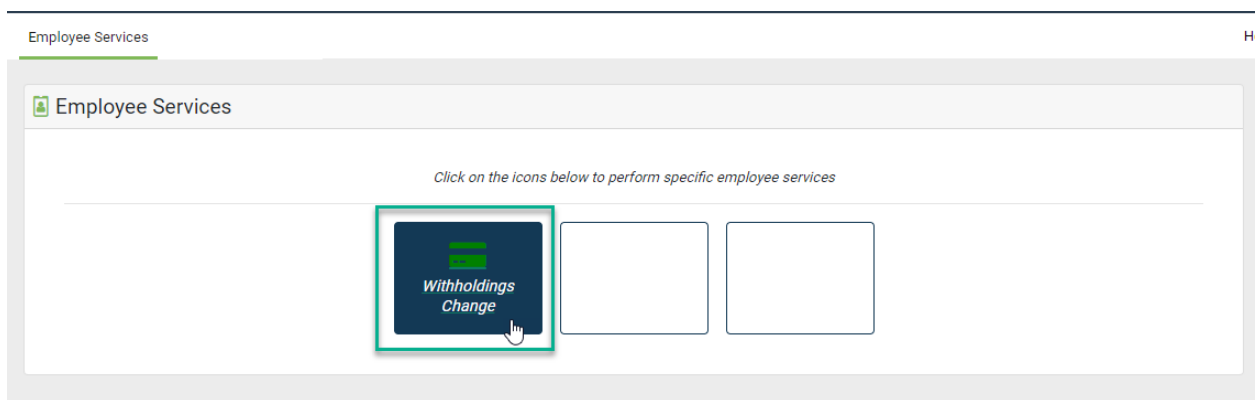 Employee Services
Employee Services
Click on the icons below to perform specific employee services
Withholdings
Change